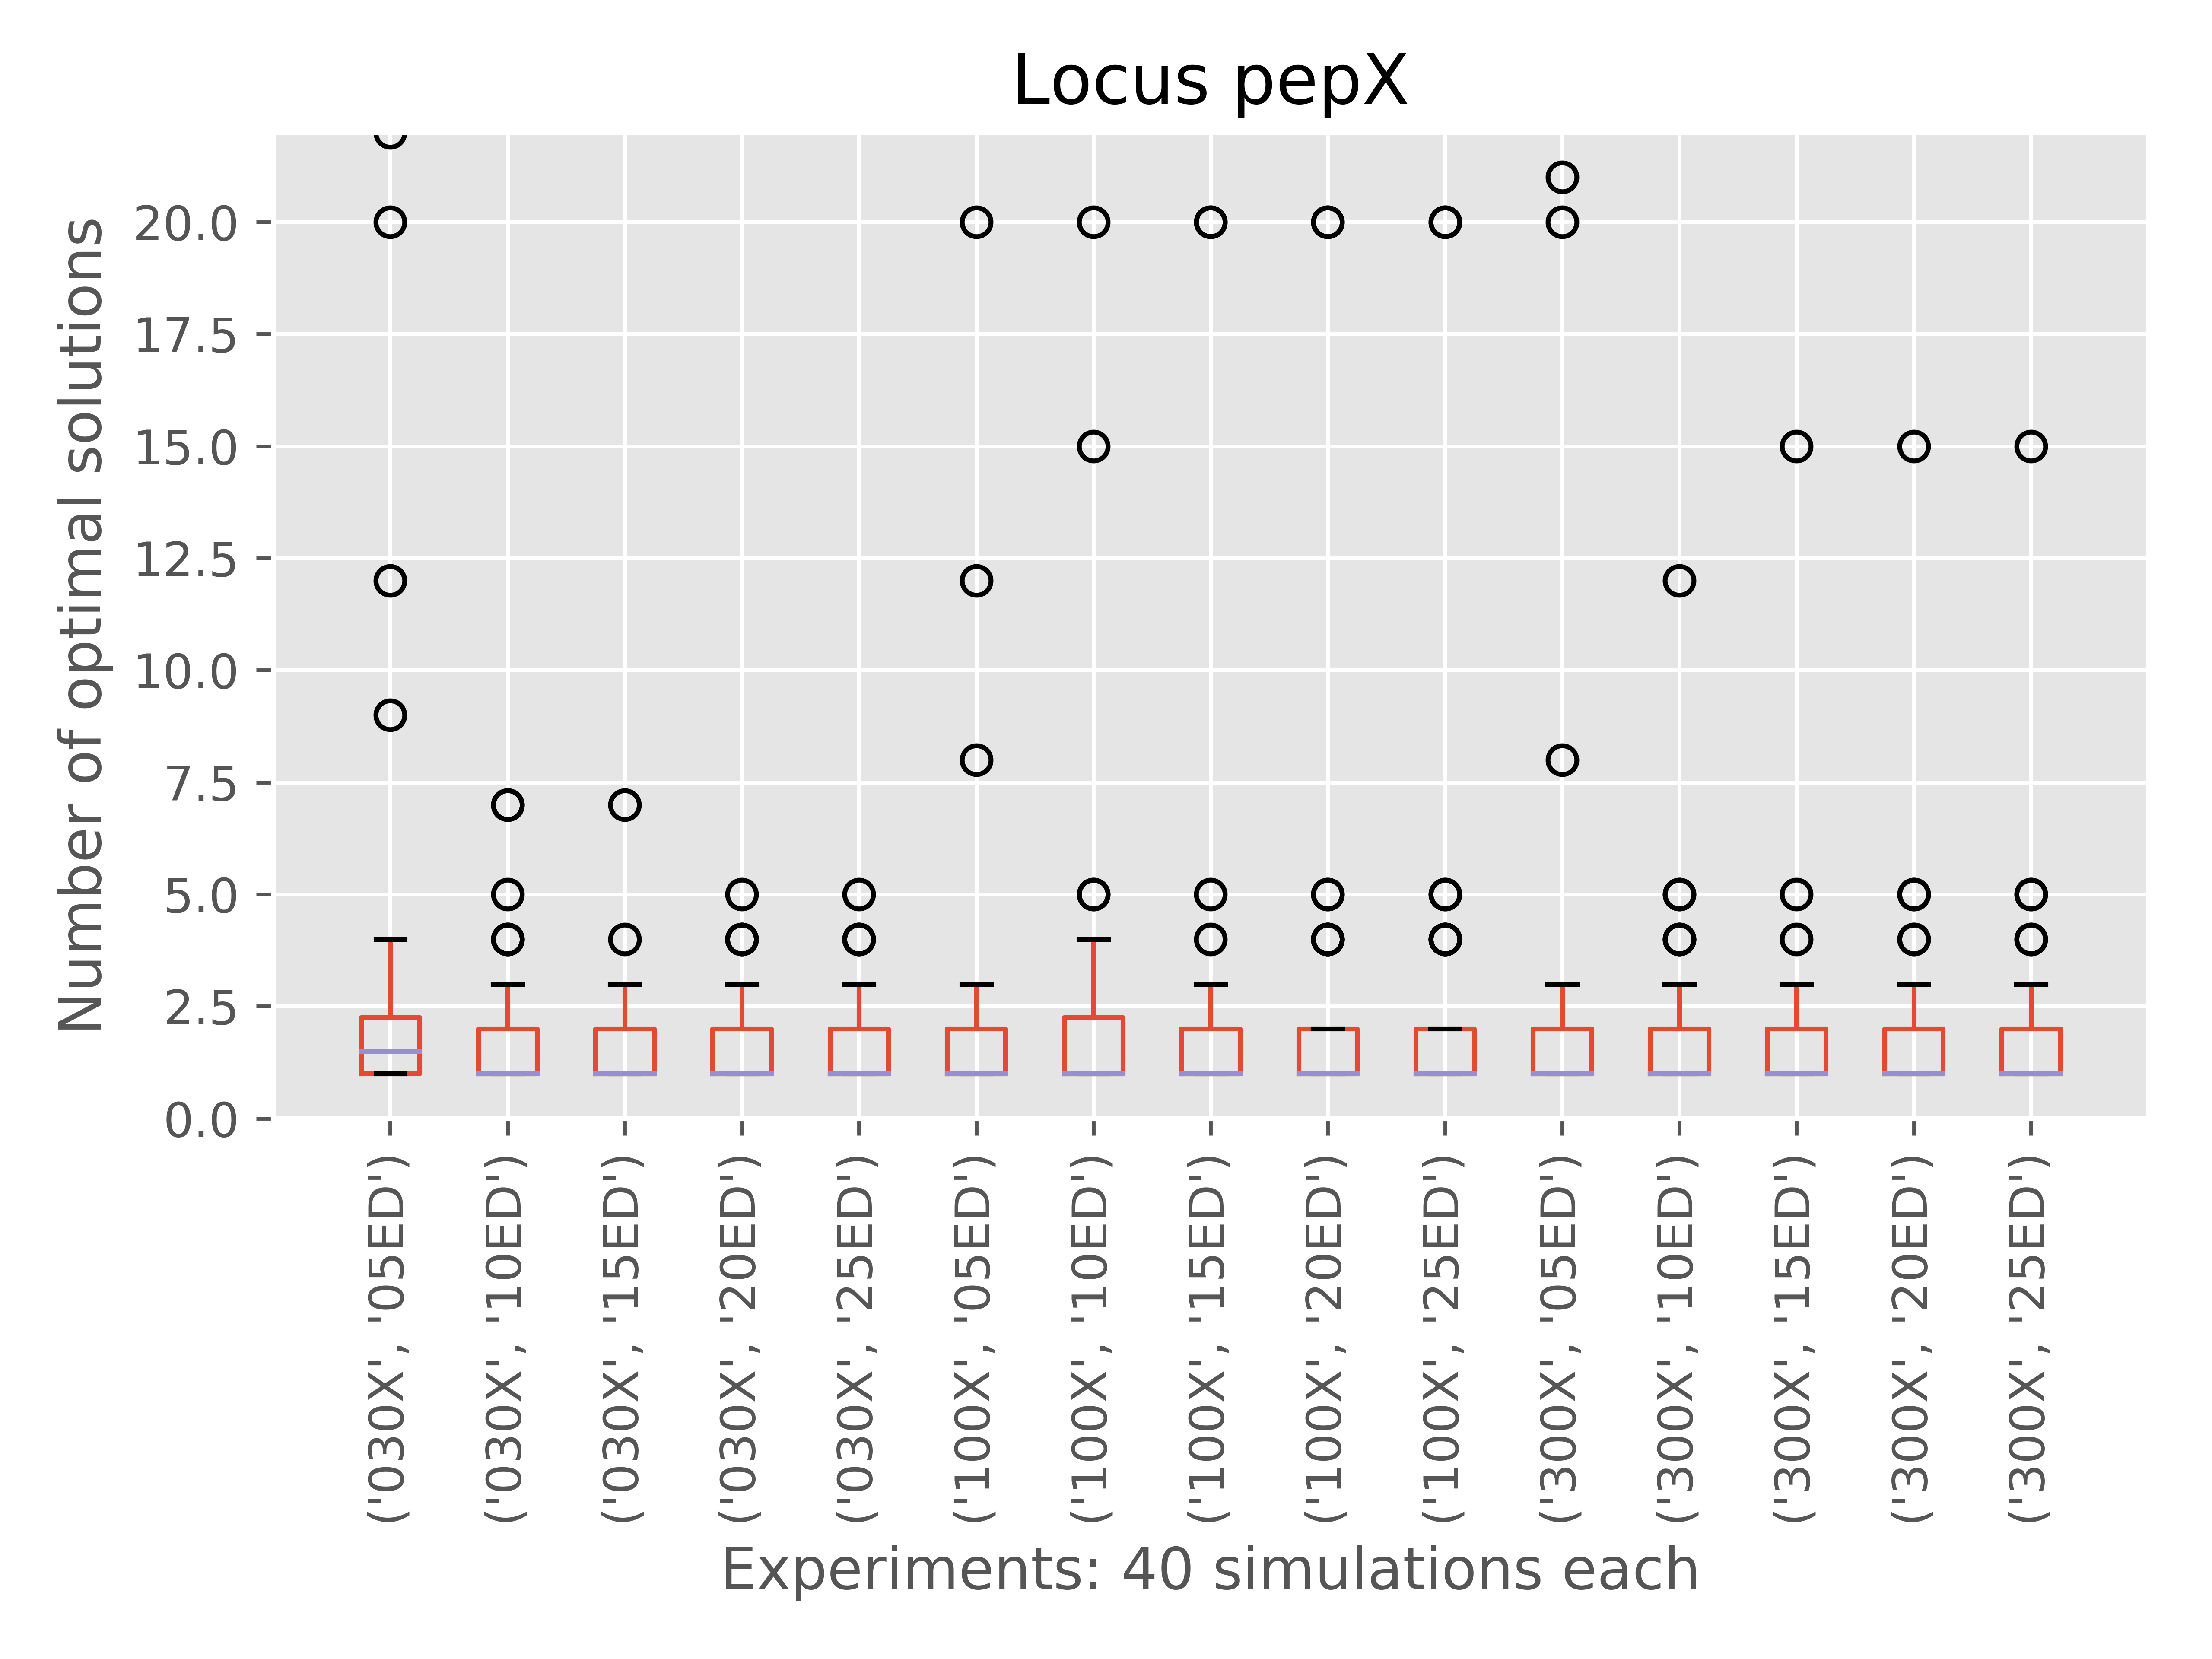 Locus pepX
Number of optimal solutions
20.0
17.5
15.0
12.5
10.0
7.5
5.0
2.5
0.0
('030X', '05ED')
('030X', '10ED')
('030X', '15ED')
('030X', '20ED')
('030X', '25ED')
('100X', '05ED')
('100X', '10ED')
('100X', '15ED')
('100X', '20ED')
('100X', '25ED')
('300X', '05ED')
('300X', '10ED')
('300X', '15ED')
('300X', '20ED')
('300X', '25ED')
Experiments: 40 simulations each